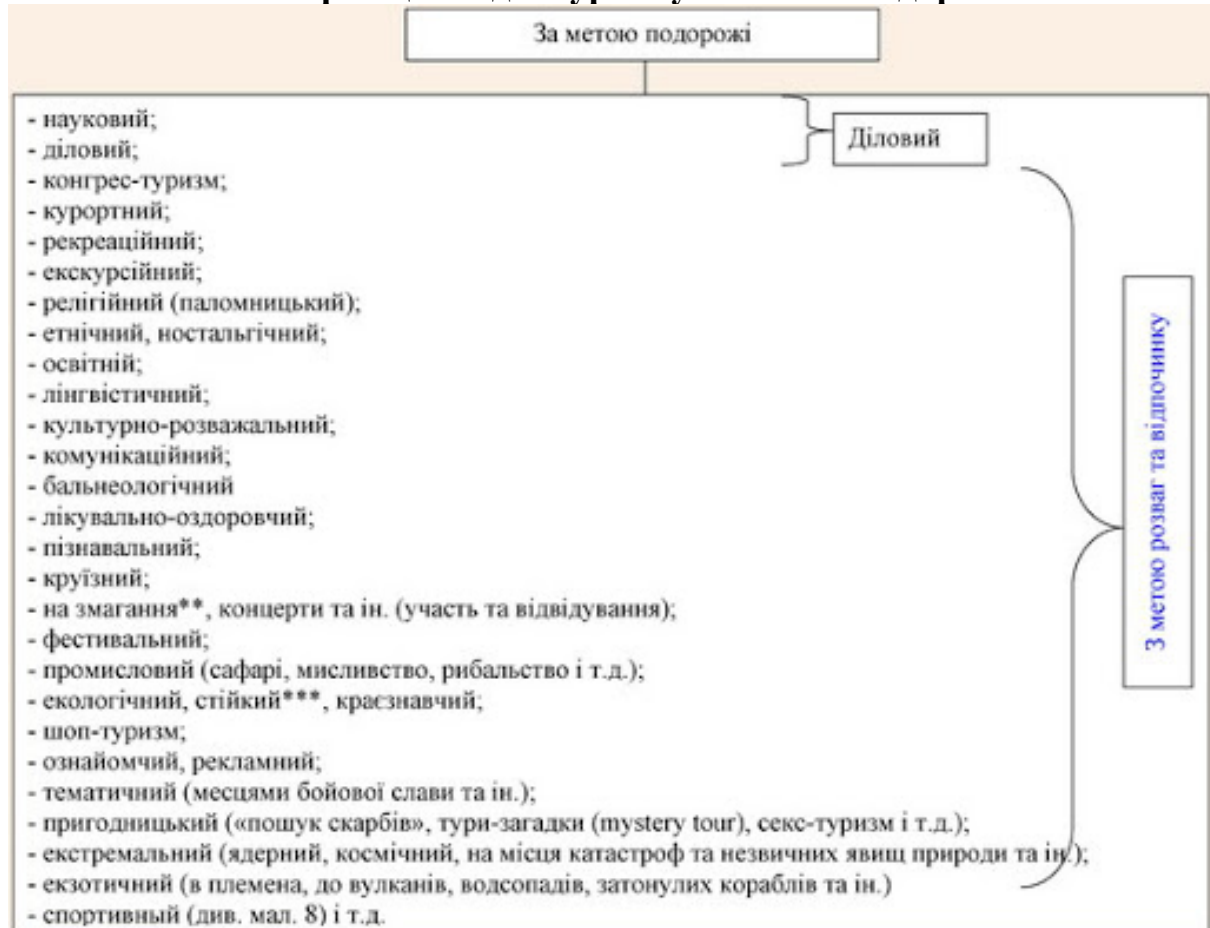 За метою подорожі
- науковий;
- діловий;
- конгрес-туризм;
- курортний;
- рекреаційний;
- екскурсійний;
- релігійний (паломницький);
- етнічний, ностальгічний;
- освітній;
- лінгвістичний;
- культурно-розважальний;
- комунікаційний;
- бальнеологічний
- лікувально-оздоровчий;
- пізнавальний;
- круїзний;
- на змагання**, концерти та ін. (участь та відвідування);
- фестивальний;
- промисловий (сафарі, мисливство, рибальство і т.д.);
- екологічний, стійкий***, краєзнавчий;
- шоп-туризм;
- ознайомчий, рекламний;
- тематичний (месцями бойової слави та ін.);
- пригодницький («пошук скарбів», тури-загадки (mystery tour), секс-туризм і т.д.);
- екстремальний (ядерний, космічний, на місця катастроф та незвичних явищ природи та ін.);
- екзотичний (в племена, до вулканів, водсопадів, затонулих кораблів та ін.)
- спортивный (див. мал. 8) і т.д.
Діловий
З метою розваг та відпочинку